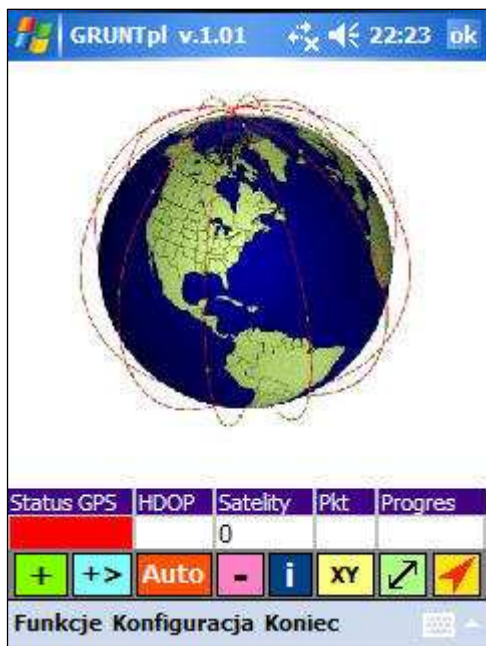 GRUNTpl v.1.01 22:23 ok
Status GPS HDOP Satelity Pkt Progres
0
+ +> Auto - i XY
Funkcje Konfiguracja Koniec